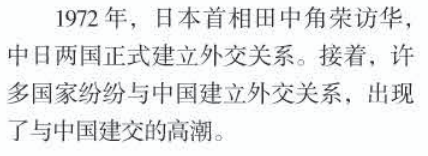 1972年，日本首相田中角荣访华，
中日两国正式建立外交关系。接着，许
多国家纷纷与中国建立外交关系，出现
了与中国建交的高潮。